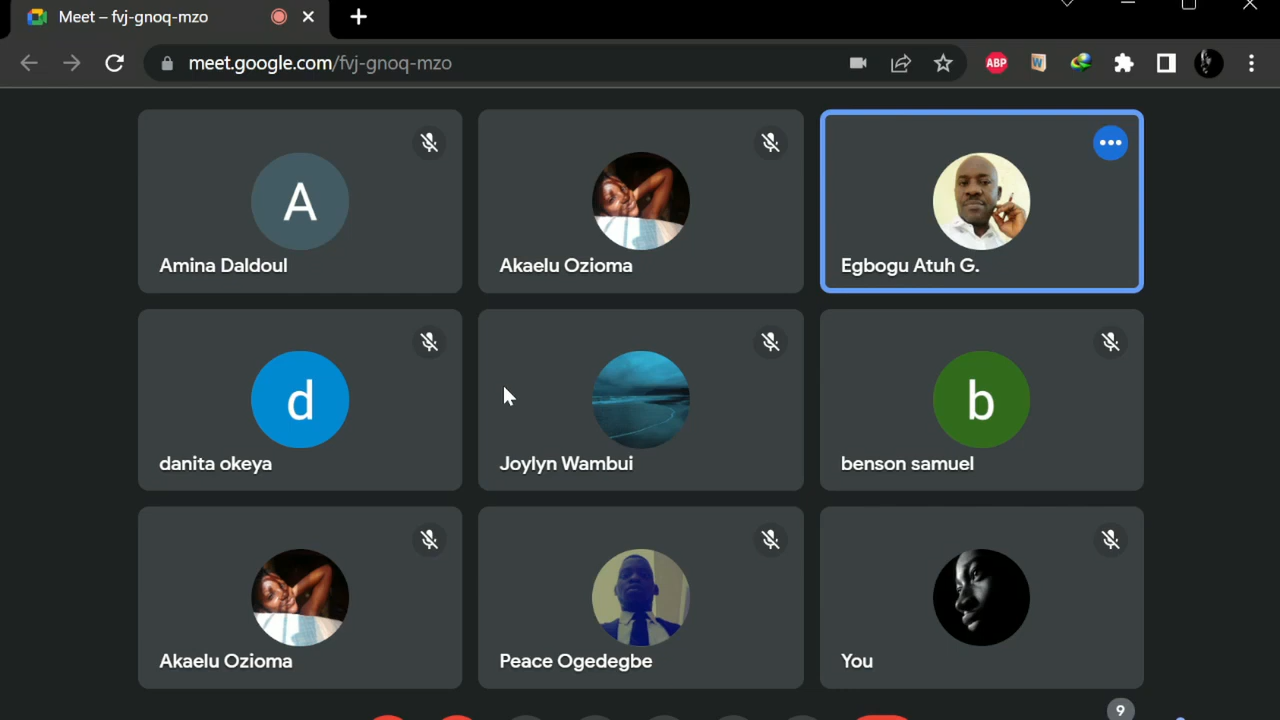 Meet – fvj-gnoq-mzo
meet.google.com/fvj-gnoq-mzo
ABP
W
A
Amina Daldoul
Akaelu Ozioma
Egbogu Atuh G.
d
danita okeya
Joylyn Wambui
b
benson samuel
Akaelu Ozioma
Peace Ogedegbe
You
9